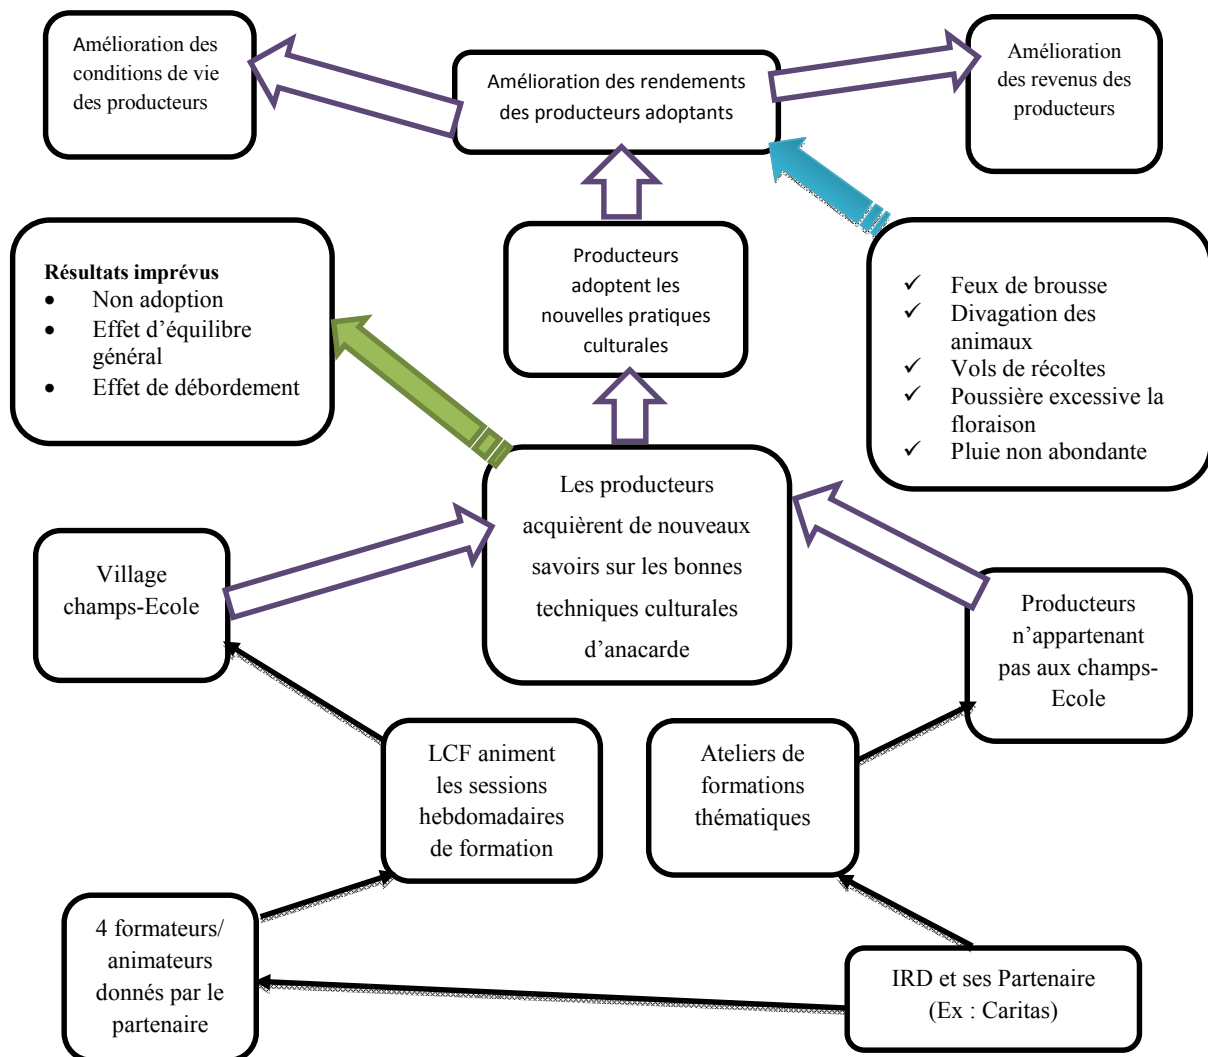 Amélioration des
conditions de vie
des producteurs
Amélioration des rendements
des producteurs adoptants
Amélioration
des revenus des
producteurs
Résultats imprévus
• Non adoption
• Effet d'équilibre
général
• Effet de débordement
Producteurs
adoptent les
nouvelles pratiques
culturales
✓ Feux de brousse
✓ Divagation des
animaux
✓ Vols de récoltes
✓ Poussière excessive la
floraison
✓ Pluie non abondante
Les producteurs
acquièrent de nouveaux
savoirs sur les bonnes
techniques culturales
d'anacarde
Village
champs-Ecole
Producteurs
n'appartenant
pas aux champs-
Ecole
LCF animent
les sessions
hebdomadaires
de formation
Ateliers de
formations
thématiques
4 formateurs/
animateurs
donnés par le
partenaire
IRD et ses Partenaire
(Ex : Caritas)